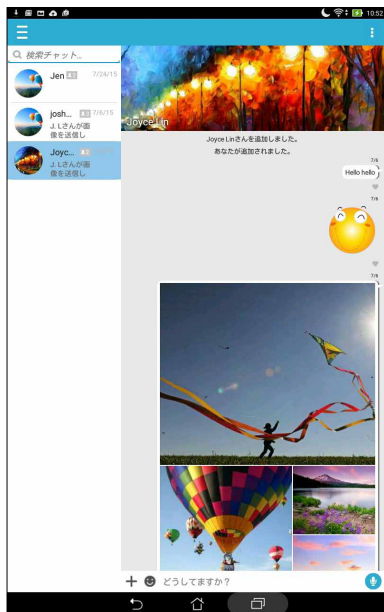 10:52
検索チャット...
Jen
7/24/15
josh...
7/6/15
J. Lさんが画
像を送信し
Joyc...
J. Lさんが画
像を送信し
Joyce Lin
Joyce Linさんを追加しました。
あなたが追加されました。
7/6
Hello hello
7/6
7/6
どうしてますか？